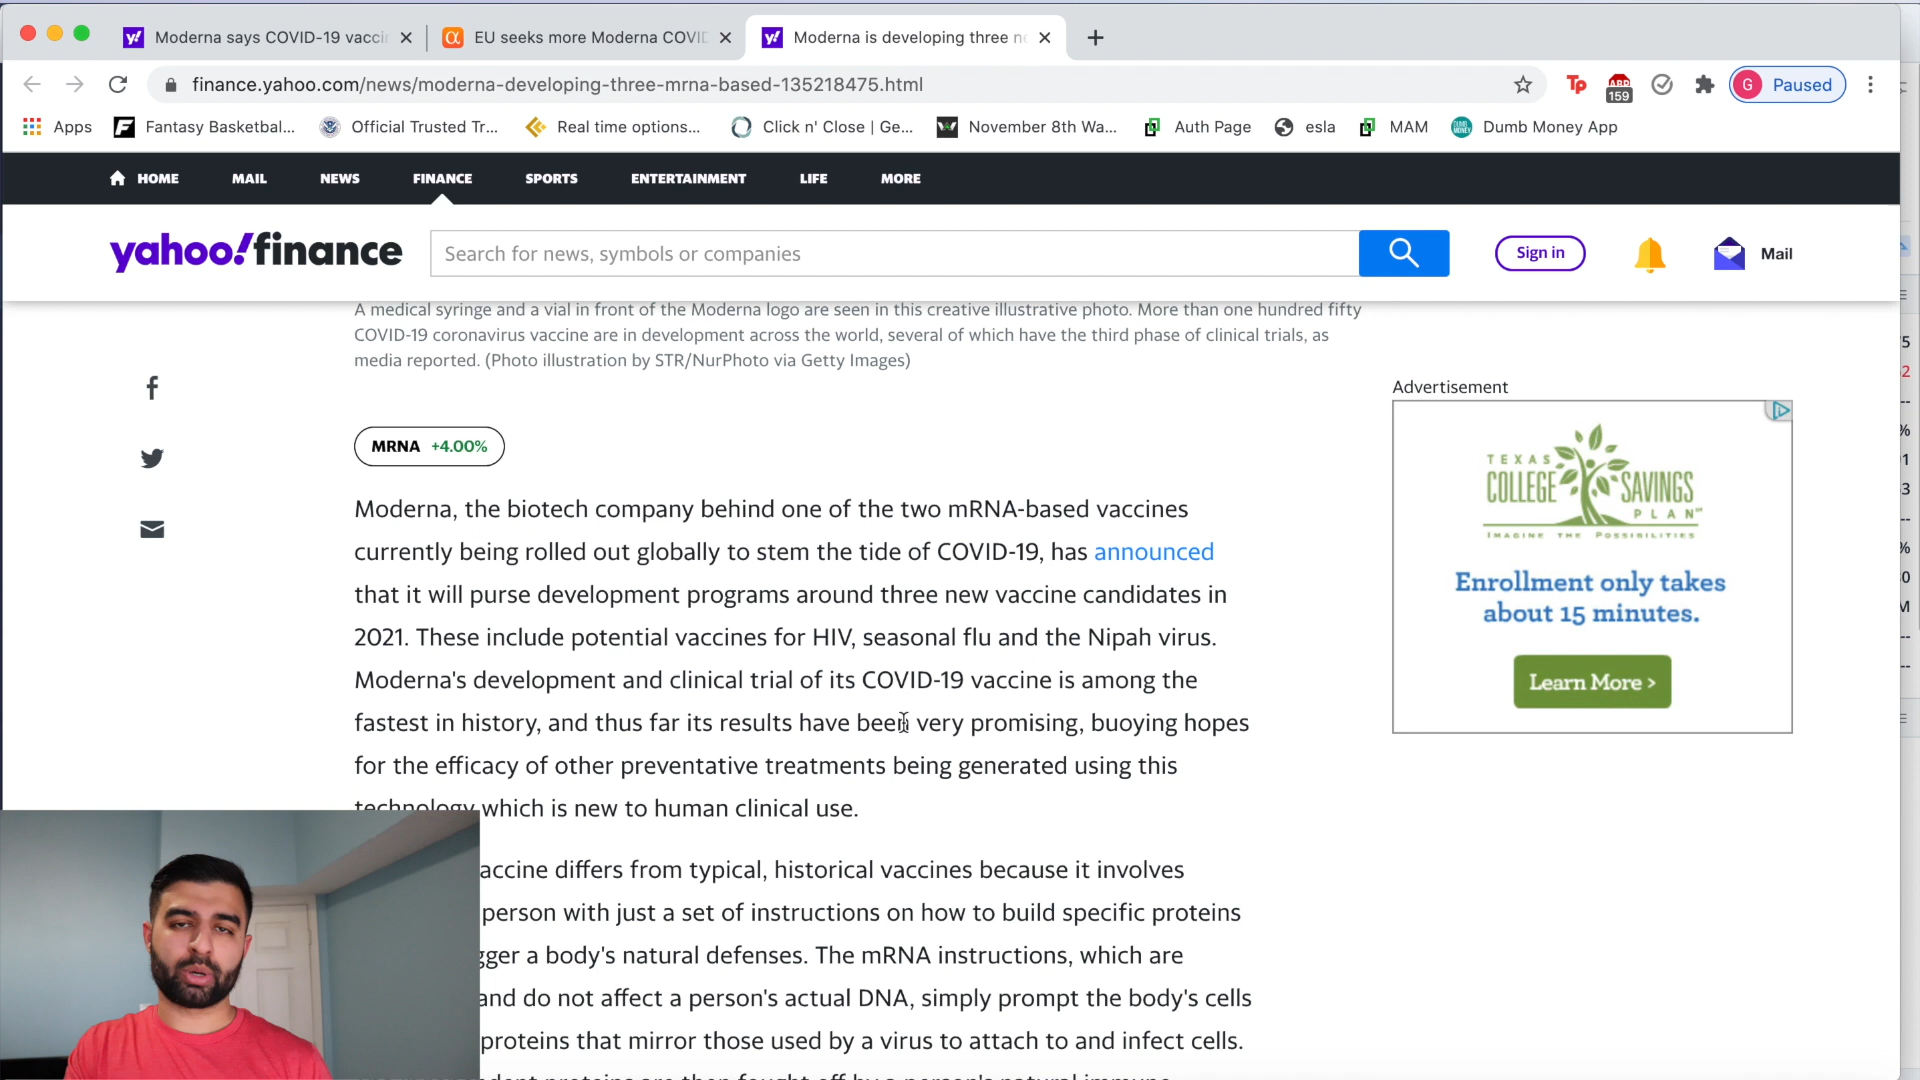 Moderna says COVID-19 vacci
EU seeks more Moderna COVI
Moderna is developing three n
finance.yahoo.com/news/moderna-developing-three-mrna-based-135218475.html
Tp
ABP
159
G Paused
Apps
Fantasy Basketbal...
Official Trusted Tr...
Real time options...
Click n' Close | Ge...
November 8th Wa...
Auth Page
esla
MAM
Dumb Money App
HOME MAIL NEWS FINANCE SPORTS ENTERTAINMENT LIFE MORE
yahoo!finance
Search for news, symbols or companies
Sign in
Mail
A medical syringe and a vial in front of the Moderna logo are seen in this creative illustrative photo. More than one hundred fifty
COVID-19 coronavirus vaccine are in development across the world, several of which have the third phase of clinical trials, as
media reported. (Photo illustration by STR/NurPhoto via Getty Images)
Advertisement
TEXAS
COLLEGE SAVINGS
PLAN
IMAGINE THE POSSIBILITIES
Enrollment only takes
about 15 minutes.
Learn More >
MRNA +4.00%
Moderna, the biotech company behind one of the two mRNA-based vaccines
currently being rolled out globally to stem the tide of COVID-19, has announced
that it will purse development programs around three new vaccine candidates in
2021. These include potential vaccines for HIV, seasonal flu and the Nipah virus.
Moderna's development and clinical trial of its COVID-19 vaccine is among the
fastest in history, and thus far its results have been very promising, buoying hopes
for the efficacy of other preventative treatments being generated using this
technology which is new to human clinical use.
accine differs from typical, historical vaccines because it involves
person with just a set of instructions on how to build specific proteins
gger a body's natural defenses. The mRNA instructions, which are
and do not affect a person's actual DNA, simply prompt the body's cells
proteins that mirror those used by a virus to attach to and infect cells.